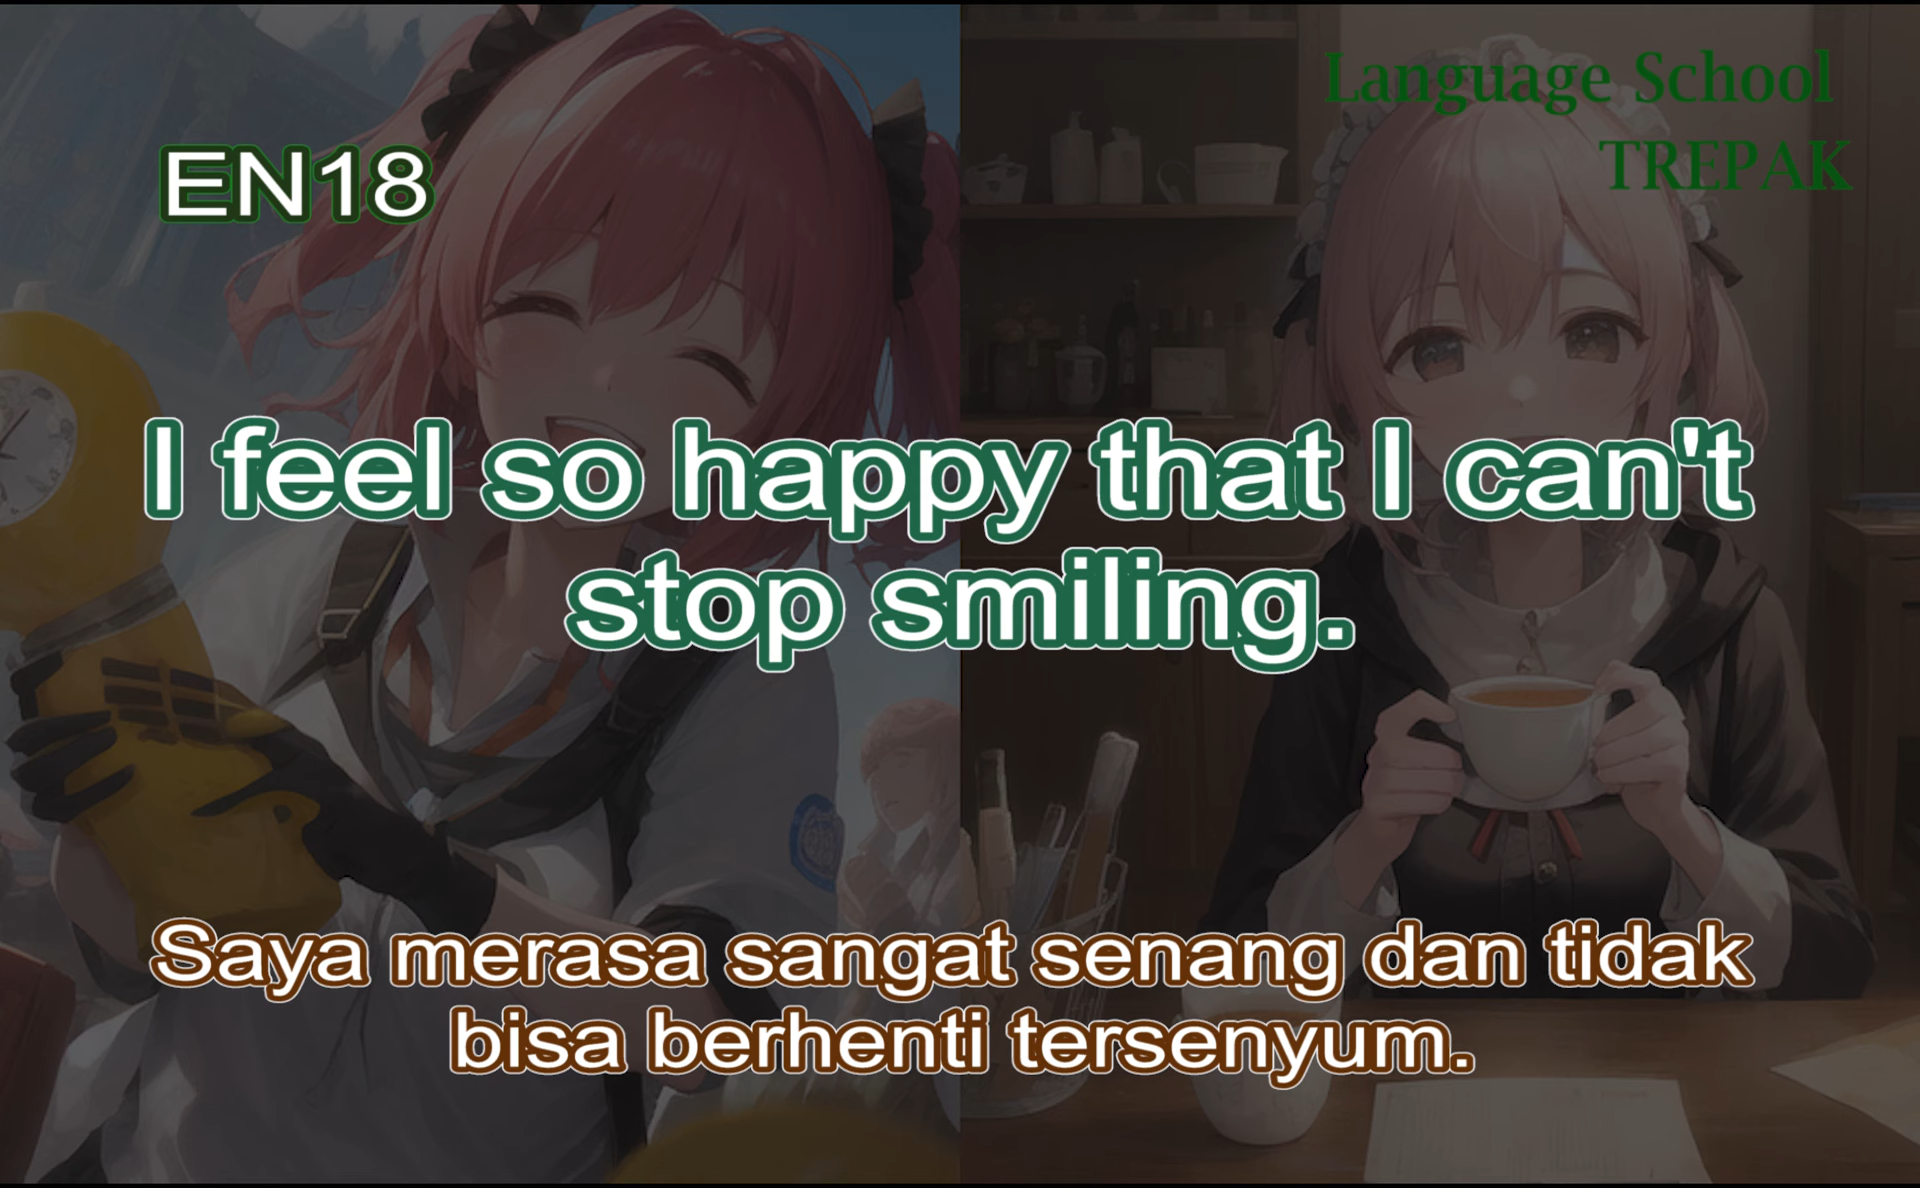 Language School
TREPAK
EN18
I feel so happy that I can't
stop smiling.
Saya merasa sangat senang dan tidak
bisa berhenti tersenyum.